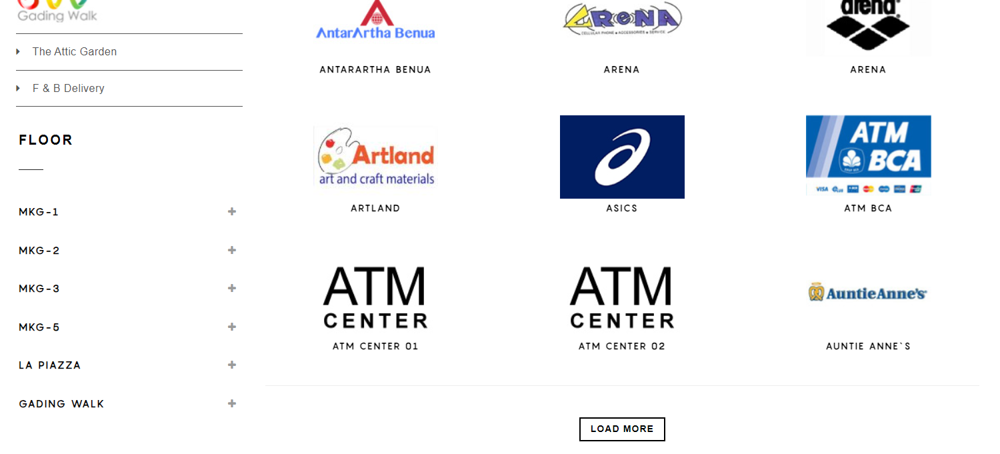 Gading Walk
The Attic Garden
F & B Delivery
FLOOR
MKG-1
MKG-2
MKG-3
MKG-5
LA PIAZZA
GADING WALK
AntarArtha Benua
ANTARARTHA BENUA
ARENA
CELLULAR PHONE • ACCESSORIES • SERVICE
ARENA
arena
ARENA
Artland
art and craft materials
ARTLAND
ASICS
ATM
BCA
VISA
ATM BCA
ATM
CENTER
ATM CENTER 01
ATM
CENTER
ATM CENTER 02
AuntieAnne's
AUNTIE ANNE`S
LOAD MORE